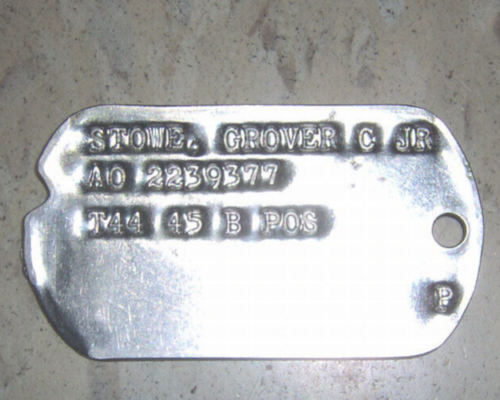 STOWE. GROVER C JR
AO 2239377
T44 45 B POS
P